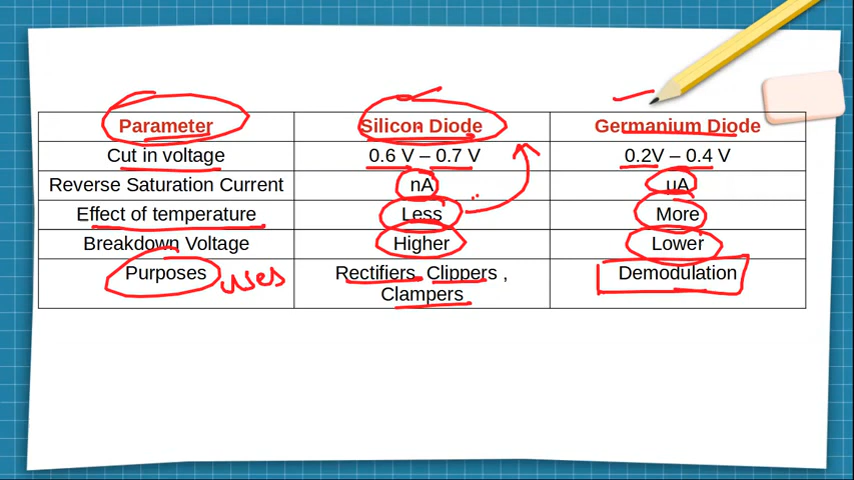 Parameter Silicon Diode Germanium Diode
Cut in voltage 0.6 V – 0.7 V 0.2V – 0.4 V
Reverse Saturation Current nA uA
Effect of temperature Less More
Breakdown Voltage Higher Lower
Purposes uses Rectifiers Clippers , Demodulation
Clampers